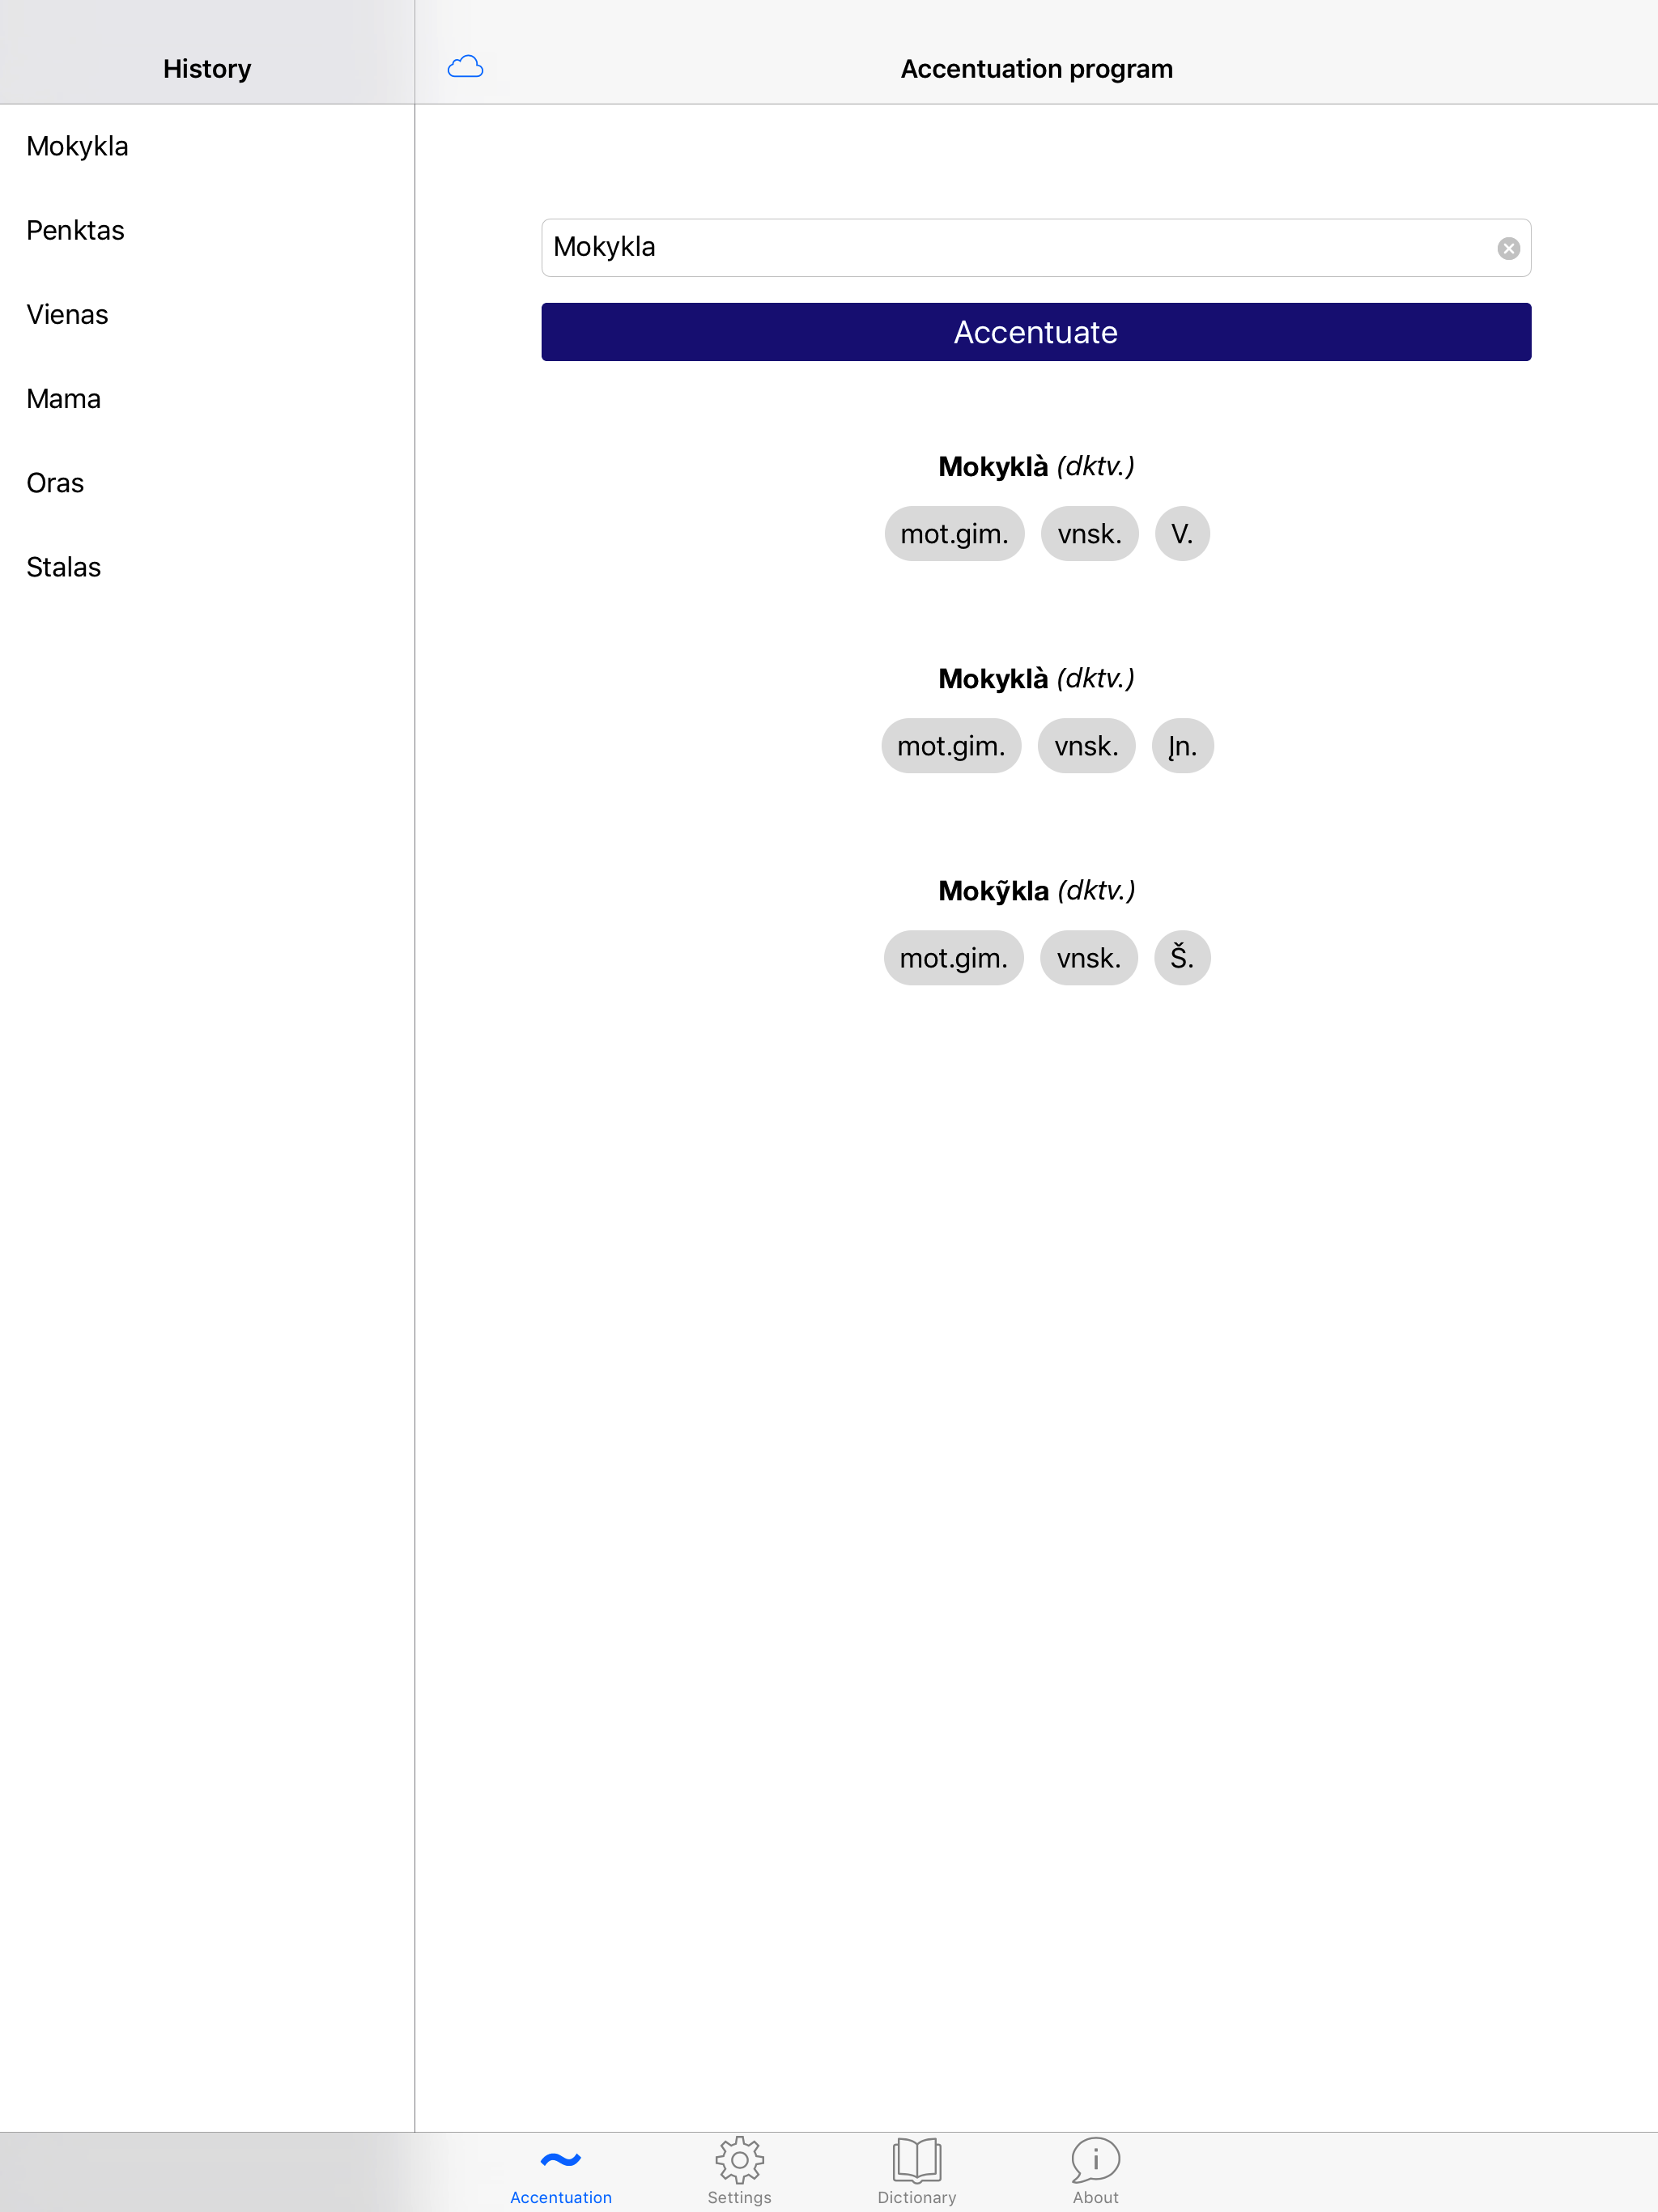 History
Mokykla
Penktas
Vienas
Mama
Oras
Stalas
Accentuation program
Mokykla
Accentuate
Mokyklà (dktv.)
mot.gim. vnsk. V.
Mokyklà (dktv.)
mot.gim. vnsk. Įn.
Mokỹkla (dktv.)
mot.gim. vnsk. Š.
Accentuation Settings Dictionary About